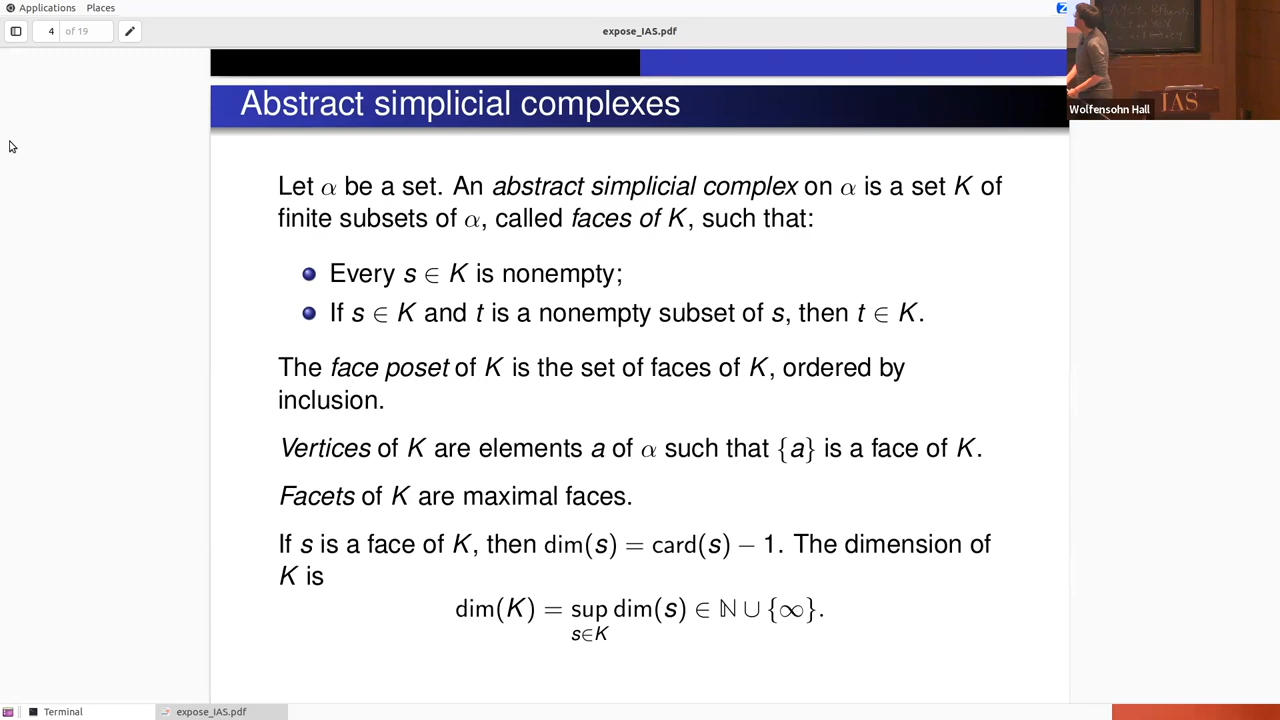 Applications Places
4 of 19
expose_IAS.pdf
Abstract simplicial complexes
Let α be a set. An abstract simplicial complex on α is a set K of
finite subsets of α, called faces of K, such that:
Every s ∈ K is nonempty;
If s ∈ K and t is a nonempty subset of s, then t ∈ K.
The face poset of K is the set of faces of K, ordered by
inclusion.
Vertices of K are elements a of α such that {a} is a face of K.
Facets of K are maximal faces.
If s is a face of K, then dim(s) = card(s) − 1. The dimension of
K is
dim(K) = sup dim(s) ∈ ℕ ∪ {∞}.
s∈K
Wolfensohn Hall
IAS
Terminal
expose_IAS.pdf